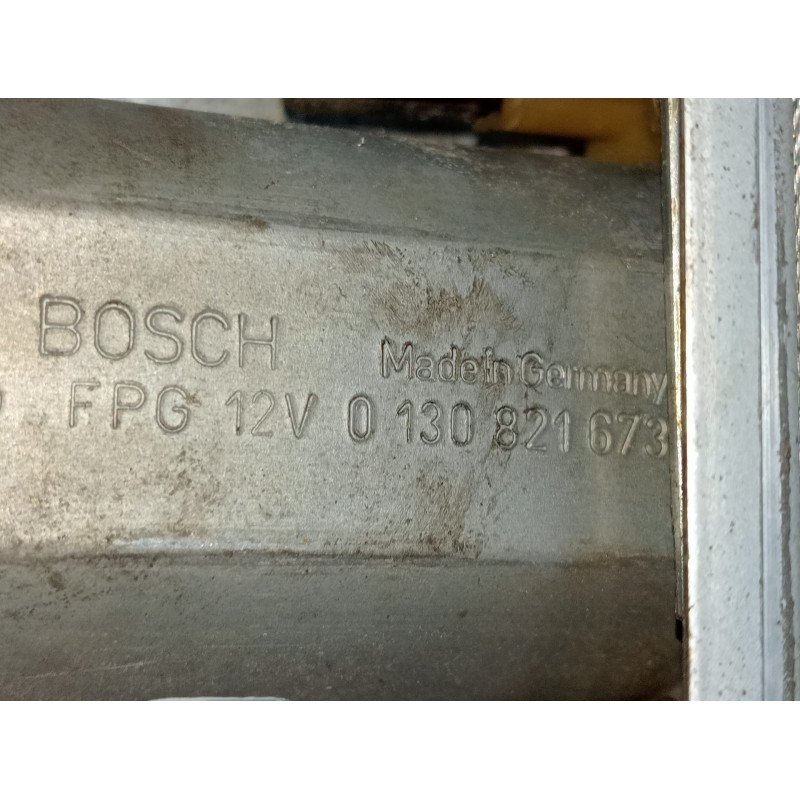 BOSCH
Made in Germany
FPG 12V 0 130 821 673